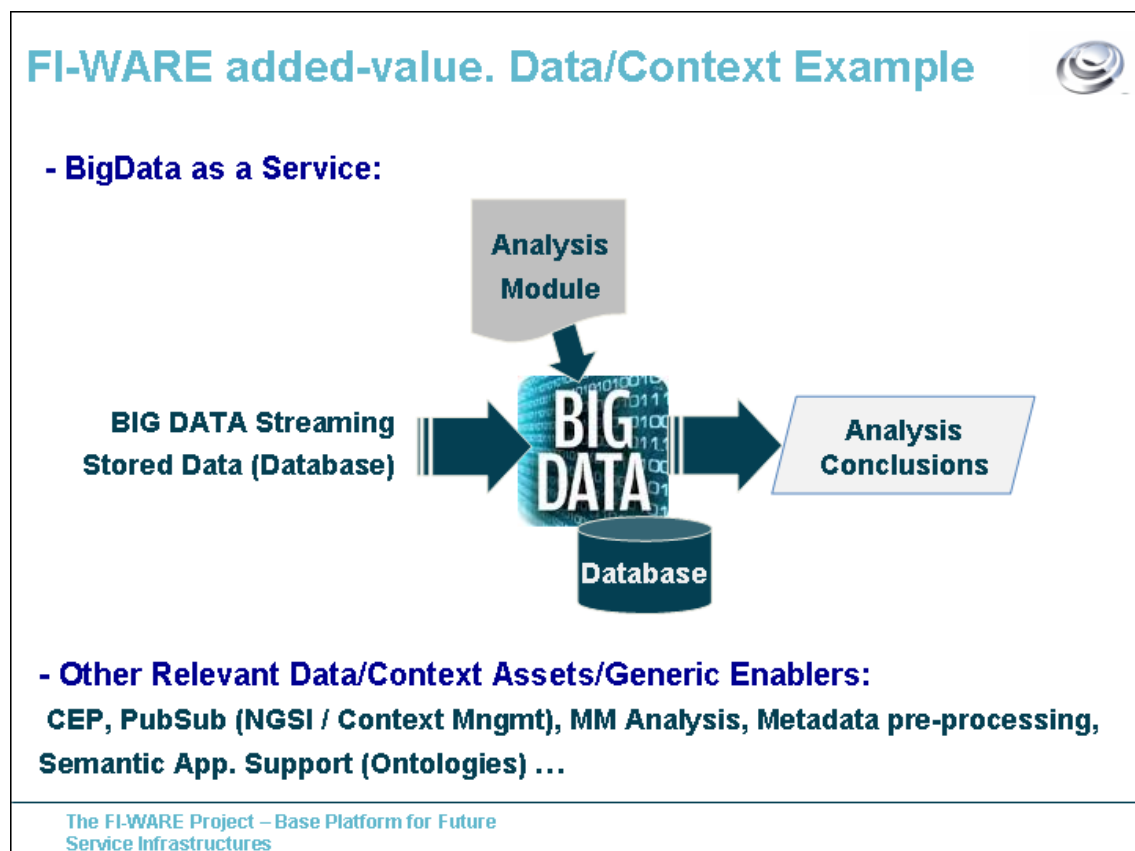 FI-WARE added-value. Data/Context Example
- BigData as a Service:
Analysis
Module
BIG DATA Streaming
Stored Data (Database)
BIG
DATA
Analysis
Conclusions
Database
- Other Relevant Data/Context Assets/Generic Enablers:
CEP, PubSub (NGSI / Context Mngmt), MM Analysis, Metadata pre-processing,
Semantic App. Support (Ontologies) ...
The FI-WARE Project – Base Platform for Future
Service Infrastructures